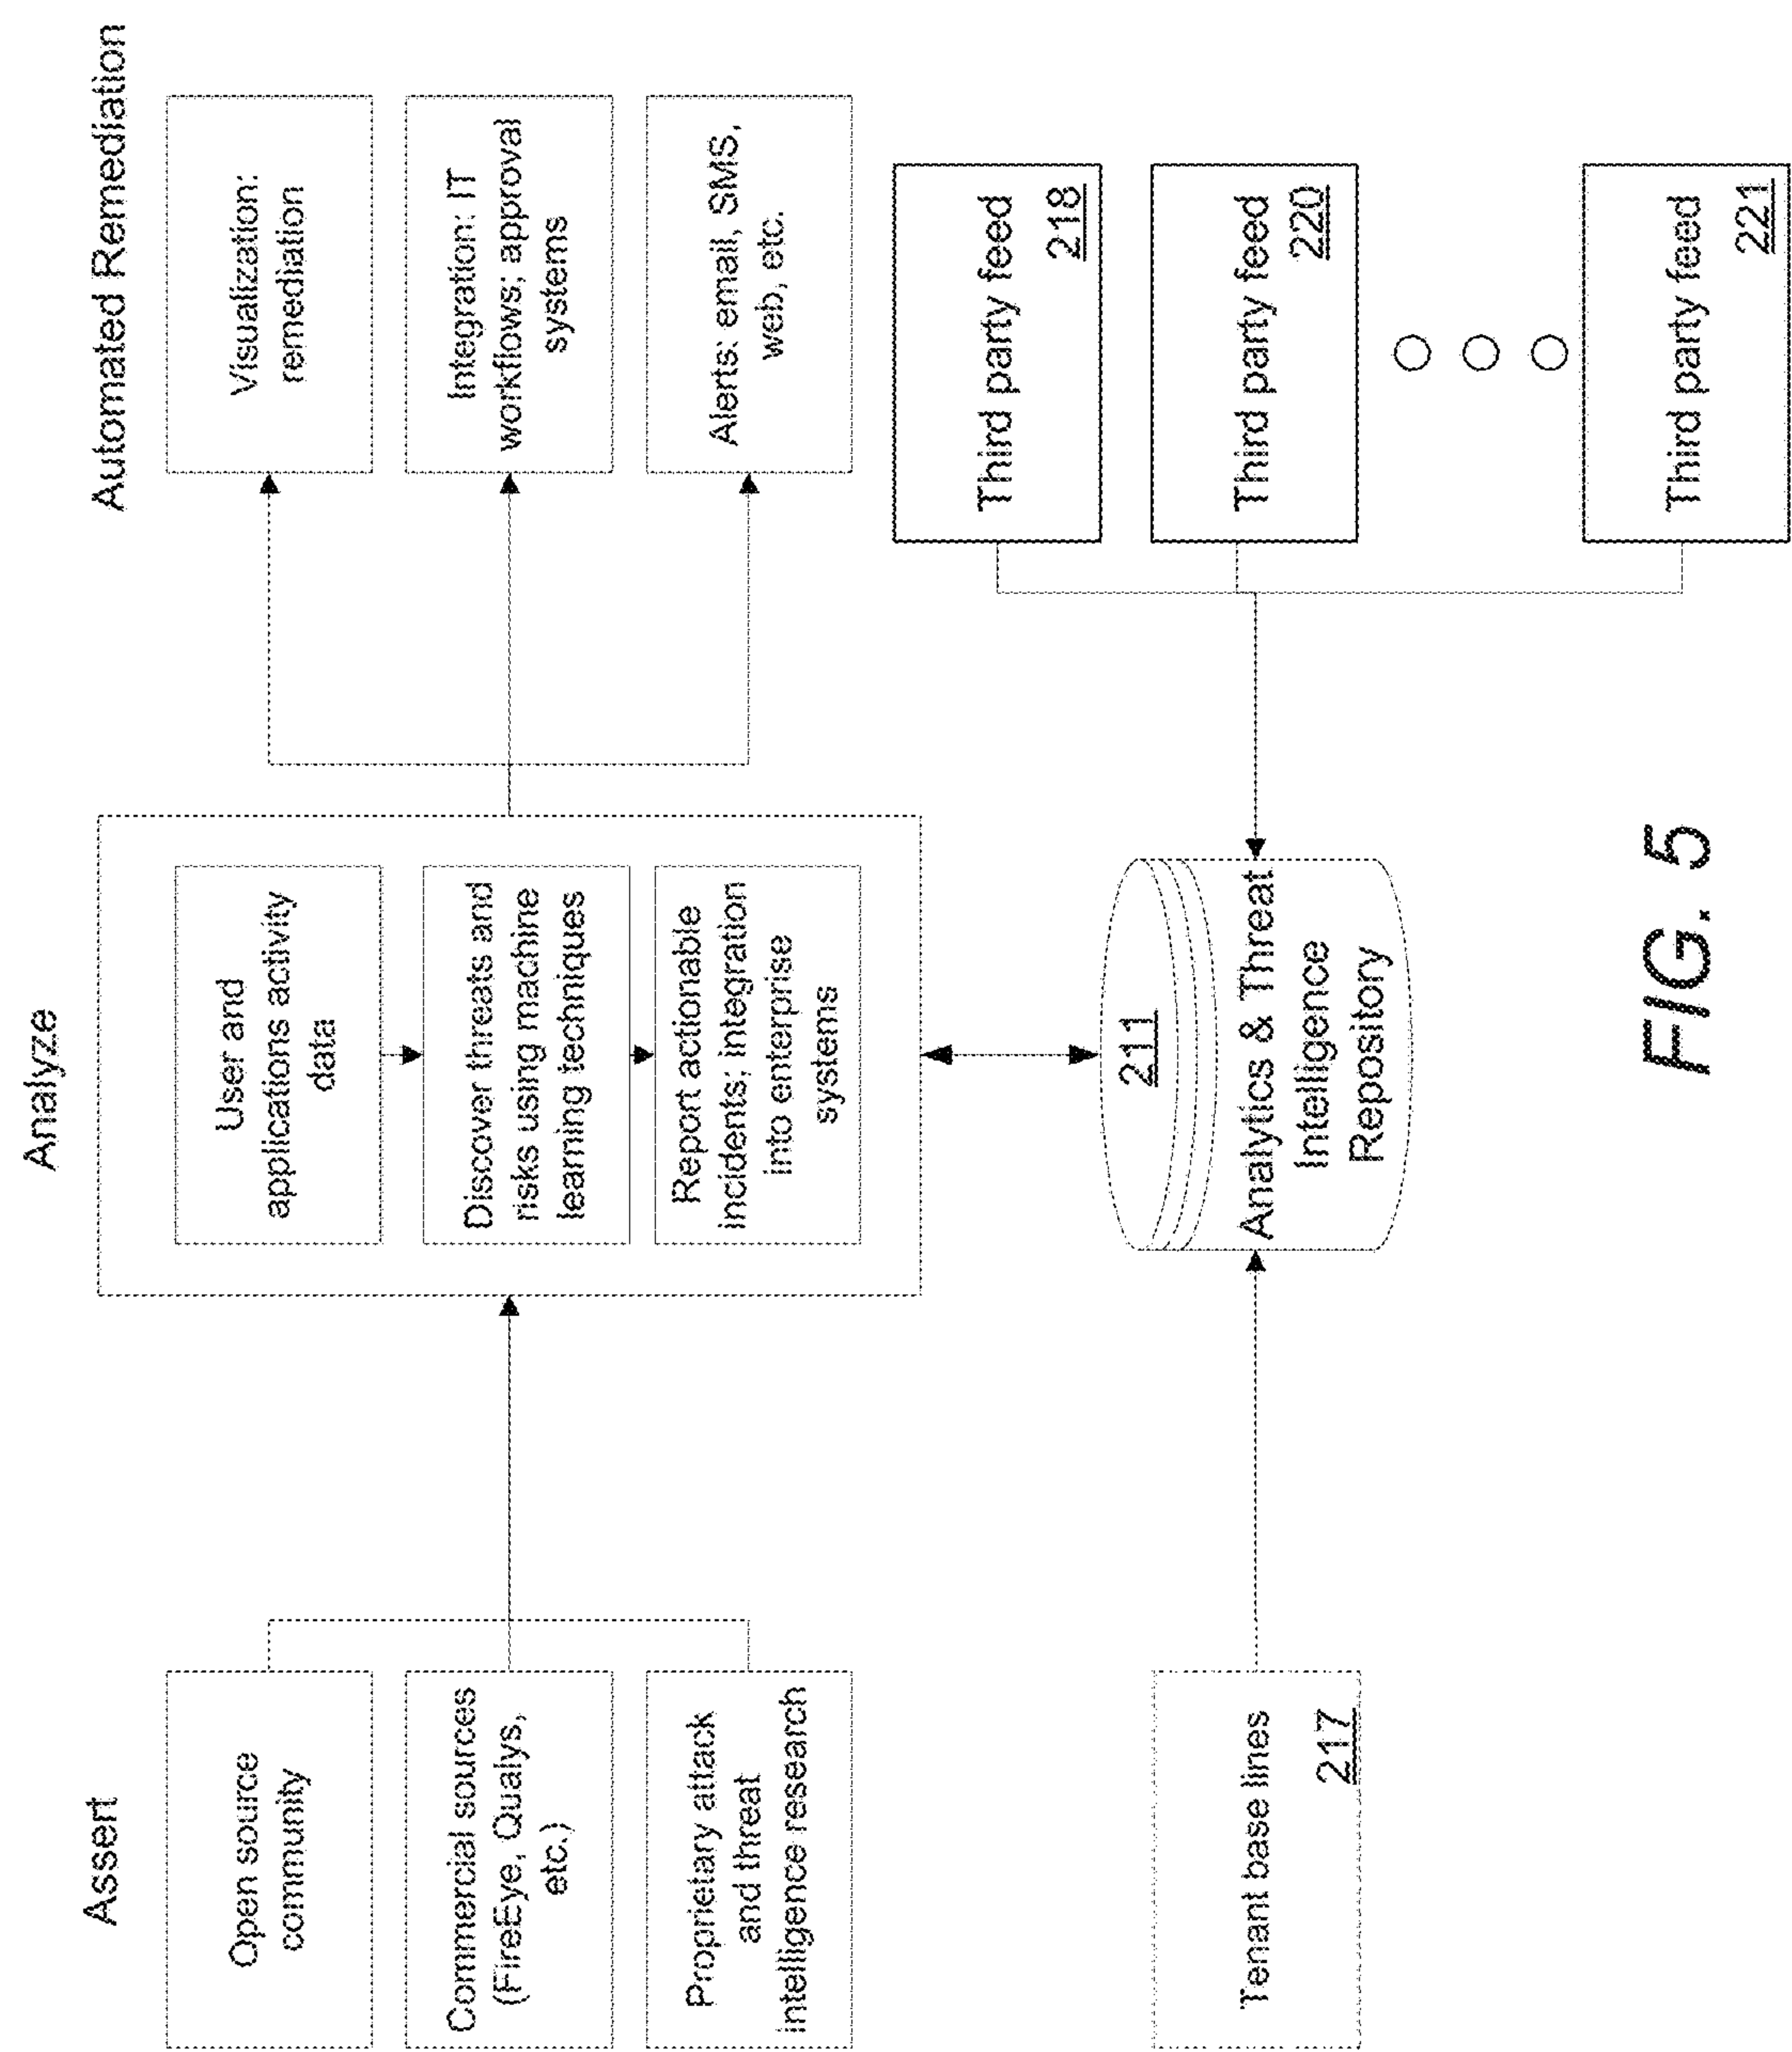 Assert
Analyze
Automated Remediation
Open source
community
Commercial sources
(FireEye, Qualys,
etc.)
Proprietary attack
and threat
intelligence research
User and
applications activity
data
Discover threats and
risks using machine
learning techniques
Report actionable
incidents; integration
into enterprise
systems
Visualization:
remediation
Integration: IT
workflows; approval
systems
Alerts: email, SMS,
web, etc.
Tenant base lines
217
211
Analytics & Threat
Intelligence
Repository
Third party feed
218
Third party feed
220
Third party feed
221
FIG. 5